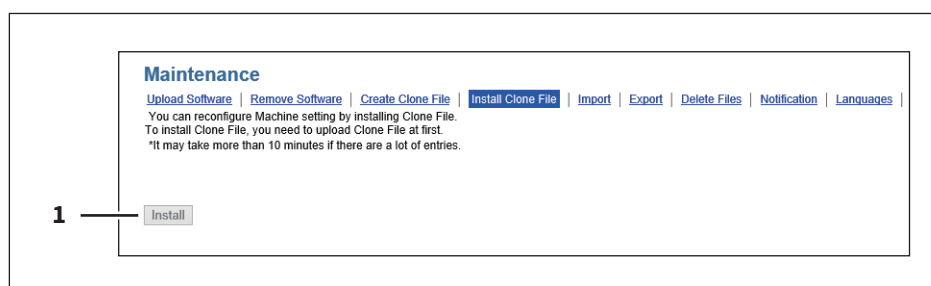 Maintenance
Upload Software | Remove Software | Create Clone File | Install Clone File | Import | Export | Delete Files | Notification | Languages |
You can reconfigure Machine setting by installing Clone File.
To install Clone File, you need to upload Clone File at first.
*It may take more than 10 minutes if there are a lot of entries.
1 Install